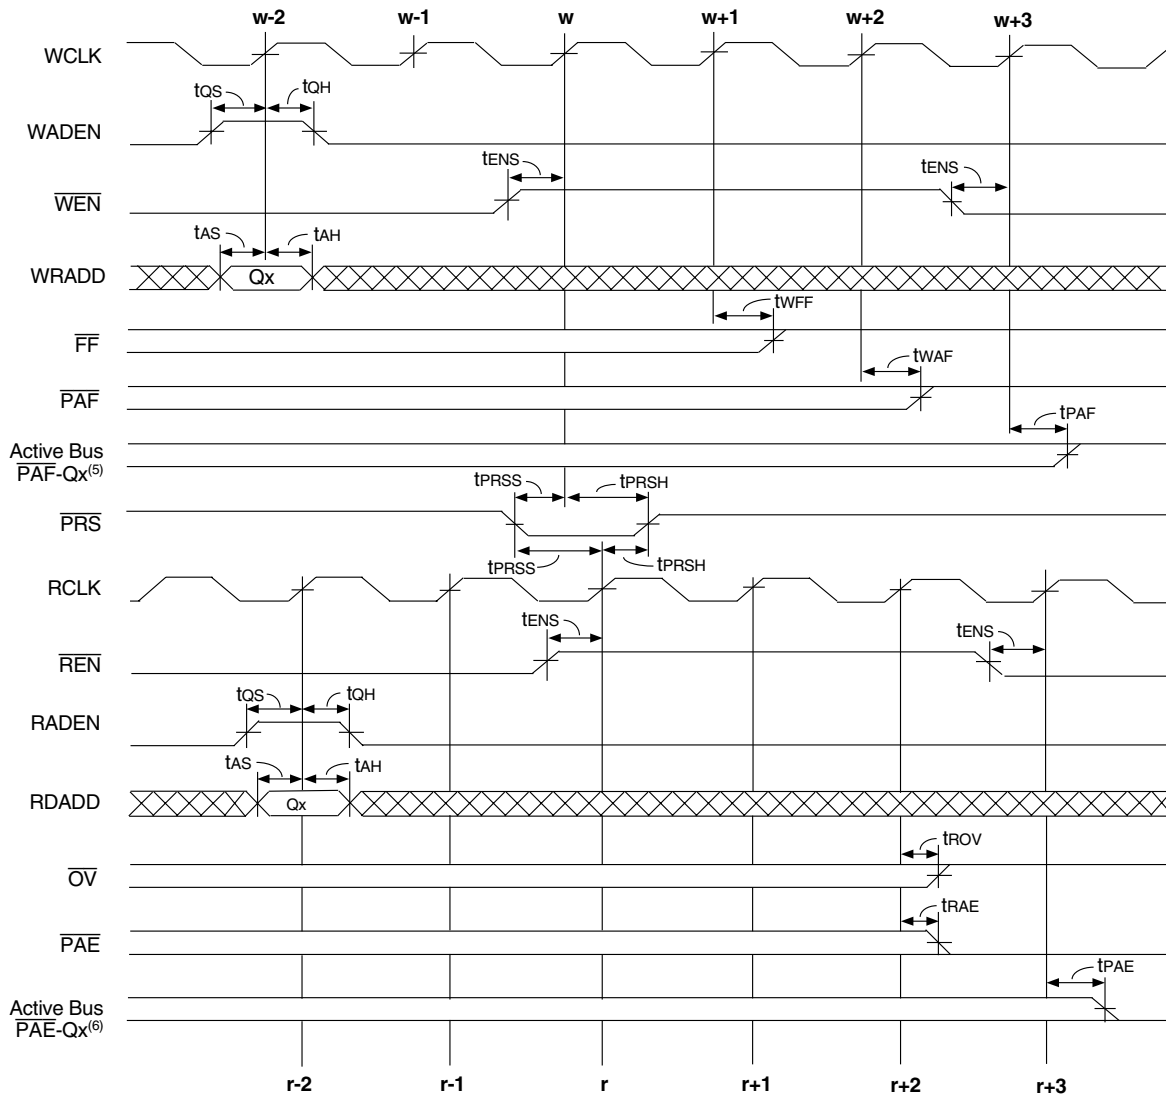 w-2 w-1 w w+1 w+2 w+3
WCLK
tQS tQH
WADEN
tENS tENS
WEN
tAS tAH
WRADD Qx
tWFF
FF
tWAF
PAF
tPAF
Active Bus
PAF-Qx(5)
tPRSS tPRSH
PRS
tPRSS tPRSH
RCLK
tENS tENS
REN
tQS tQH
RADEN
tAS tAH
RDADD Qx
tROV
OV
tRAE
PAE
tPAE
Active Bus
PAE-Qx(6)
r-2 r-1 r r+1 r+2 r+3